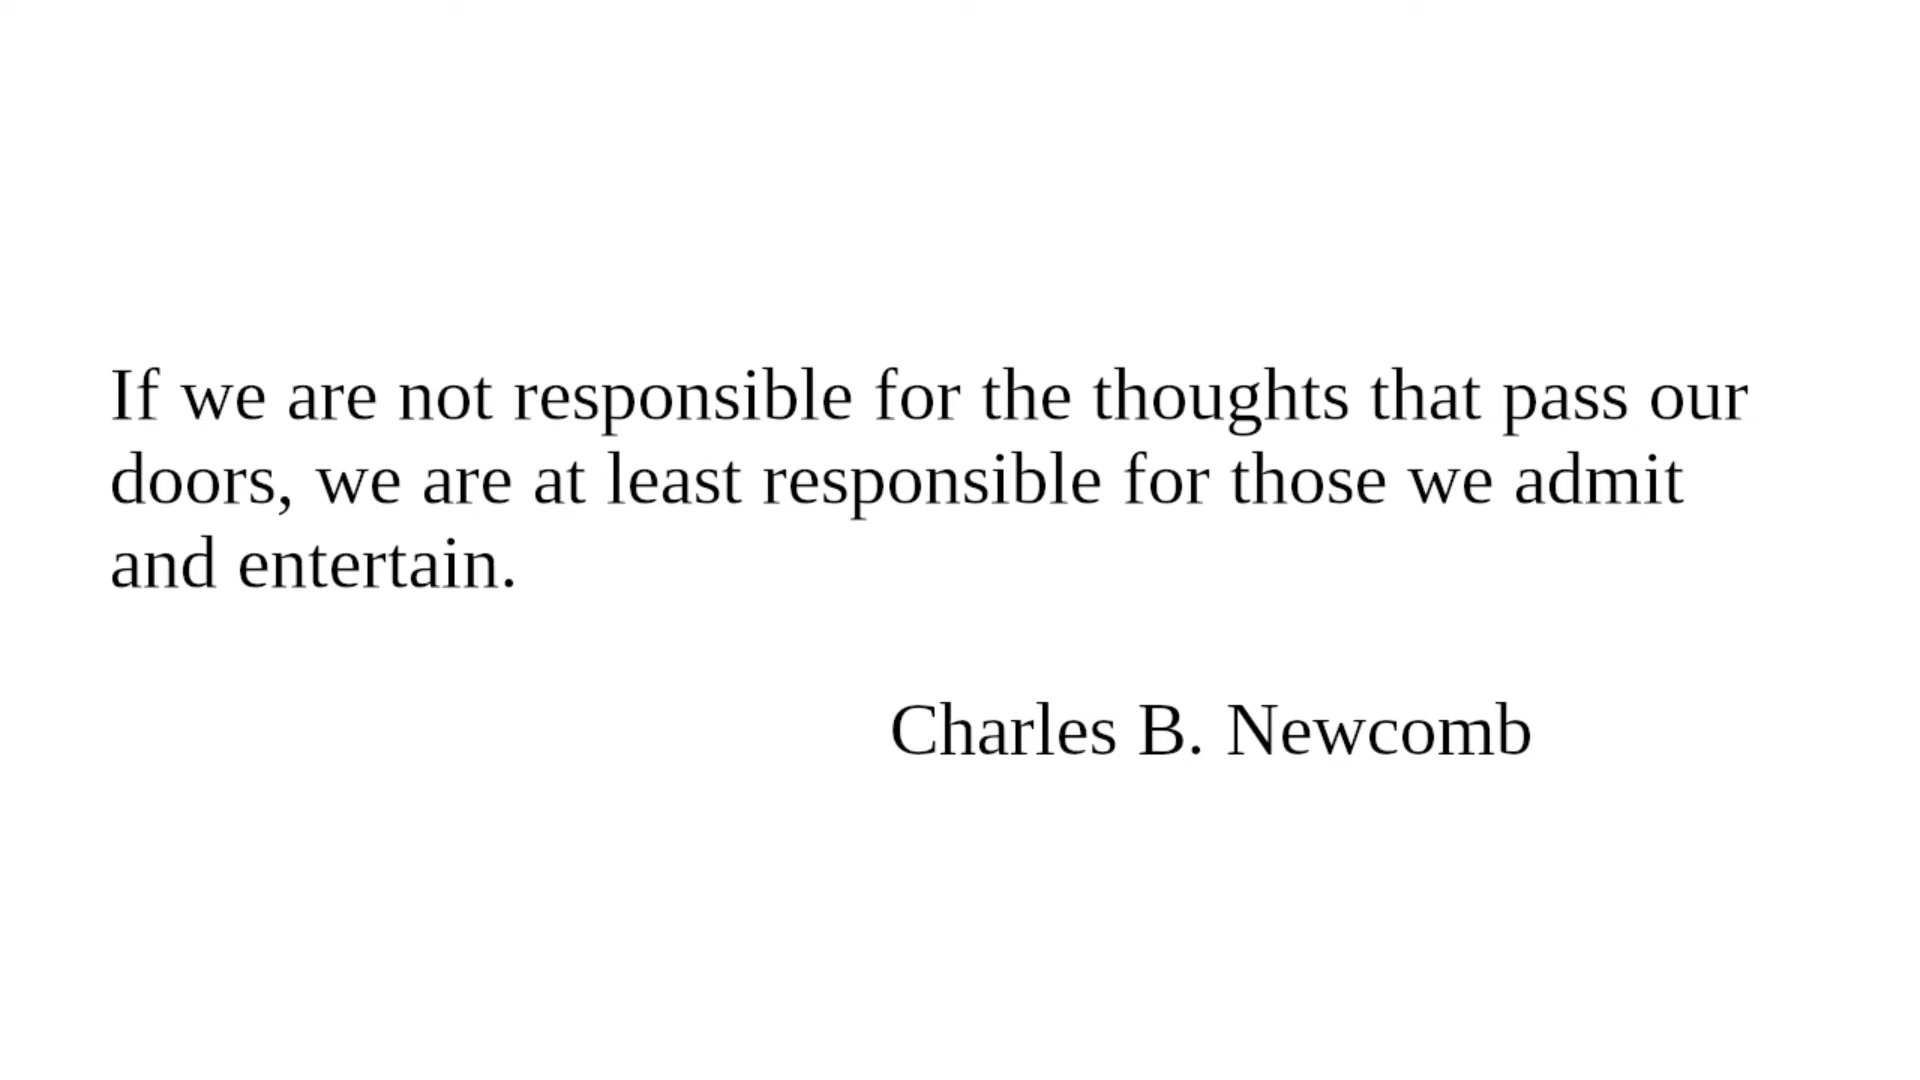 If we are not responsible for the thoughts that pass our
doors, we are at least responsible for those we admit
and entertain.
Charles B. Newcomb